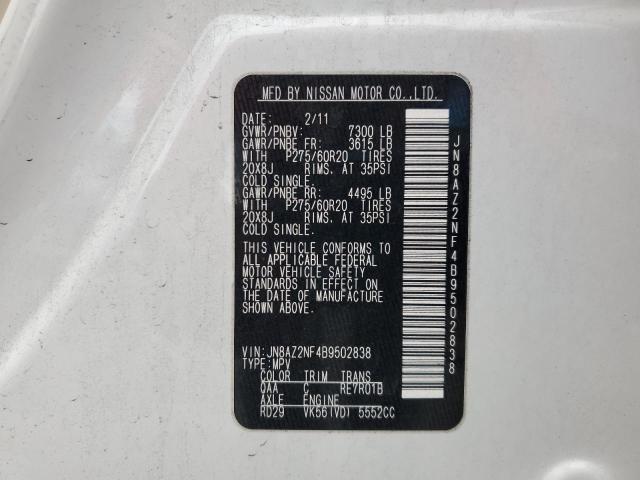 MFD BY NISSAN MOTOR CO.,LTD.
DATE: 2/11
GVWR/PNBV: 7300 LB
GAWR/PNBE FR: 3615 LB
WITH P275/60R20 TIRES
20X8J RIMS. AT 35PSI
COLD SINGLE.
GAWR/PNBE RR: 4495 LB
WITH P275/60R20 TIRES
20X8J RIMS. AT 35PSI
COLD SINGLE.
THIS VEHICLE CONFORMS TO
ALL APPLICABLE FEDERAL
MOTOR VEHICLE SAFETY
STANDARDS IN EFFECT ON
THE DATE OF MANUFACTURE
SHOWN ABOVE.
VIN:JN8AZ2NF4B9502838
TYPE:MPV
COLOR TRIM TRANS
QAA C RE7R01B
AXLE ENGINE
RD29 VK56(VD) 5552CC
JN8AZ2NF4B9502838